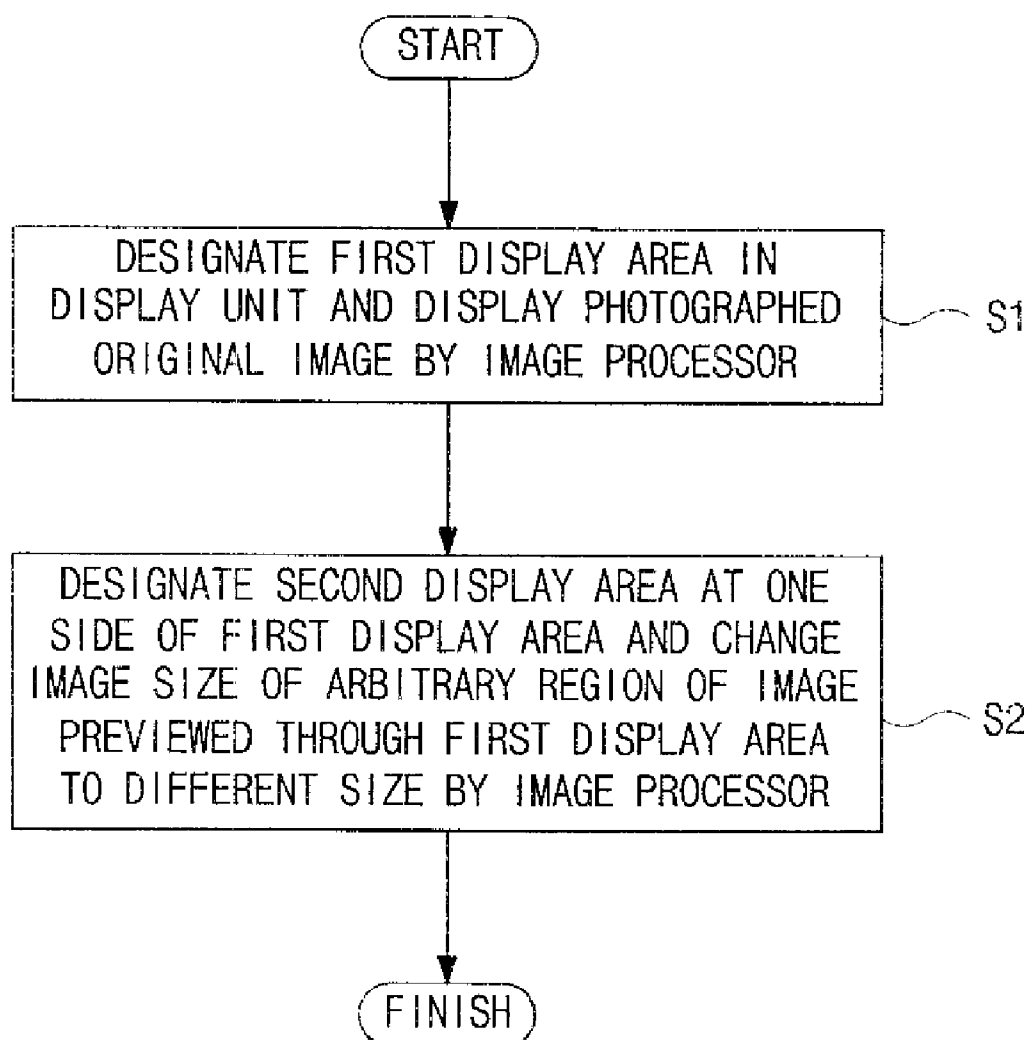 START
DESIGNATE FIRST DISPLAY AREA IN
DISPLAY UNIT AND DISPLAY PHOTOGRAPHED
ORIGINAL IMAGE BY IMAGE PROCESSOR
S1
DESIGNATE SECOND DISPLAY AREA AT ONE
SIDE OF FIRST DISPLAY AREA AND CHANGE
IMAGE SIZE OF ARBITRARY REGION OF IMAGE
PREVIEWED THROUGH FIRST DISPLAY AREA
TO DIFFERENT SIZE BY IMAGE PROCESSOR
S2
FINISH